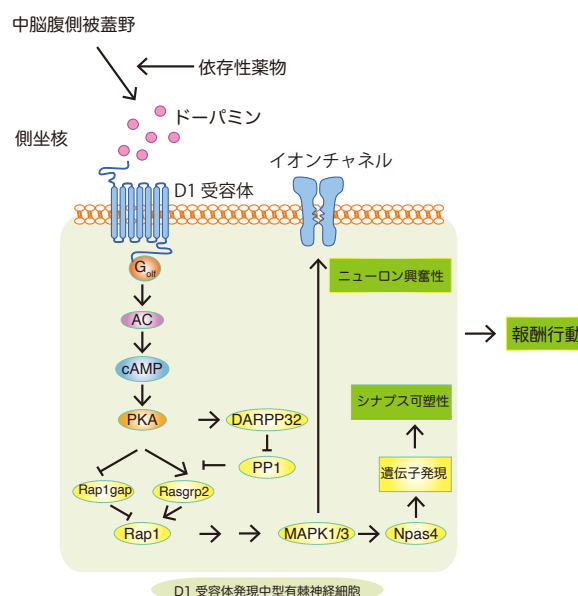 中脳腹側被蓋野
依存性薬物
ドーパミン
側坐核
イオンチャネル
D1 受容体
Golf
ニューロン興奮性
AC
報酬行動
cAMP
シナプス可塑性
PKA
DARPP32
PP1
遺伝子発現
Rap1gap
Rasgrp2
Rap1
MAPK1/3
Npas4
D1 受容体発現中型有棘神経細胞